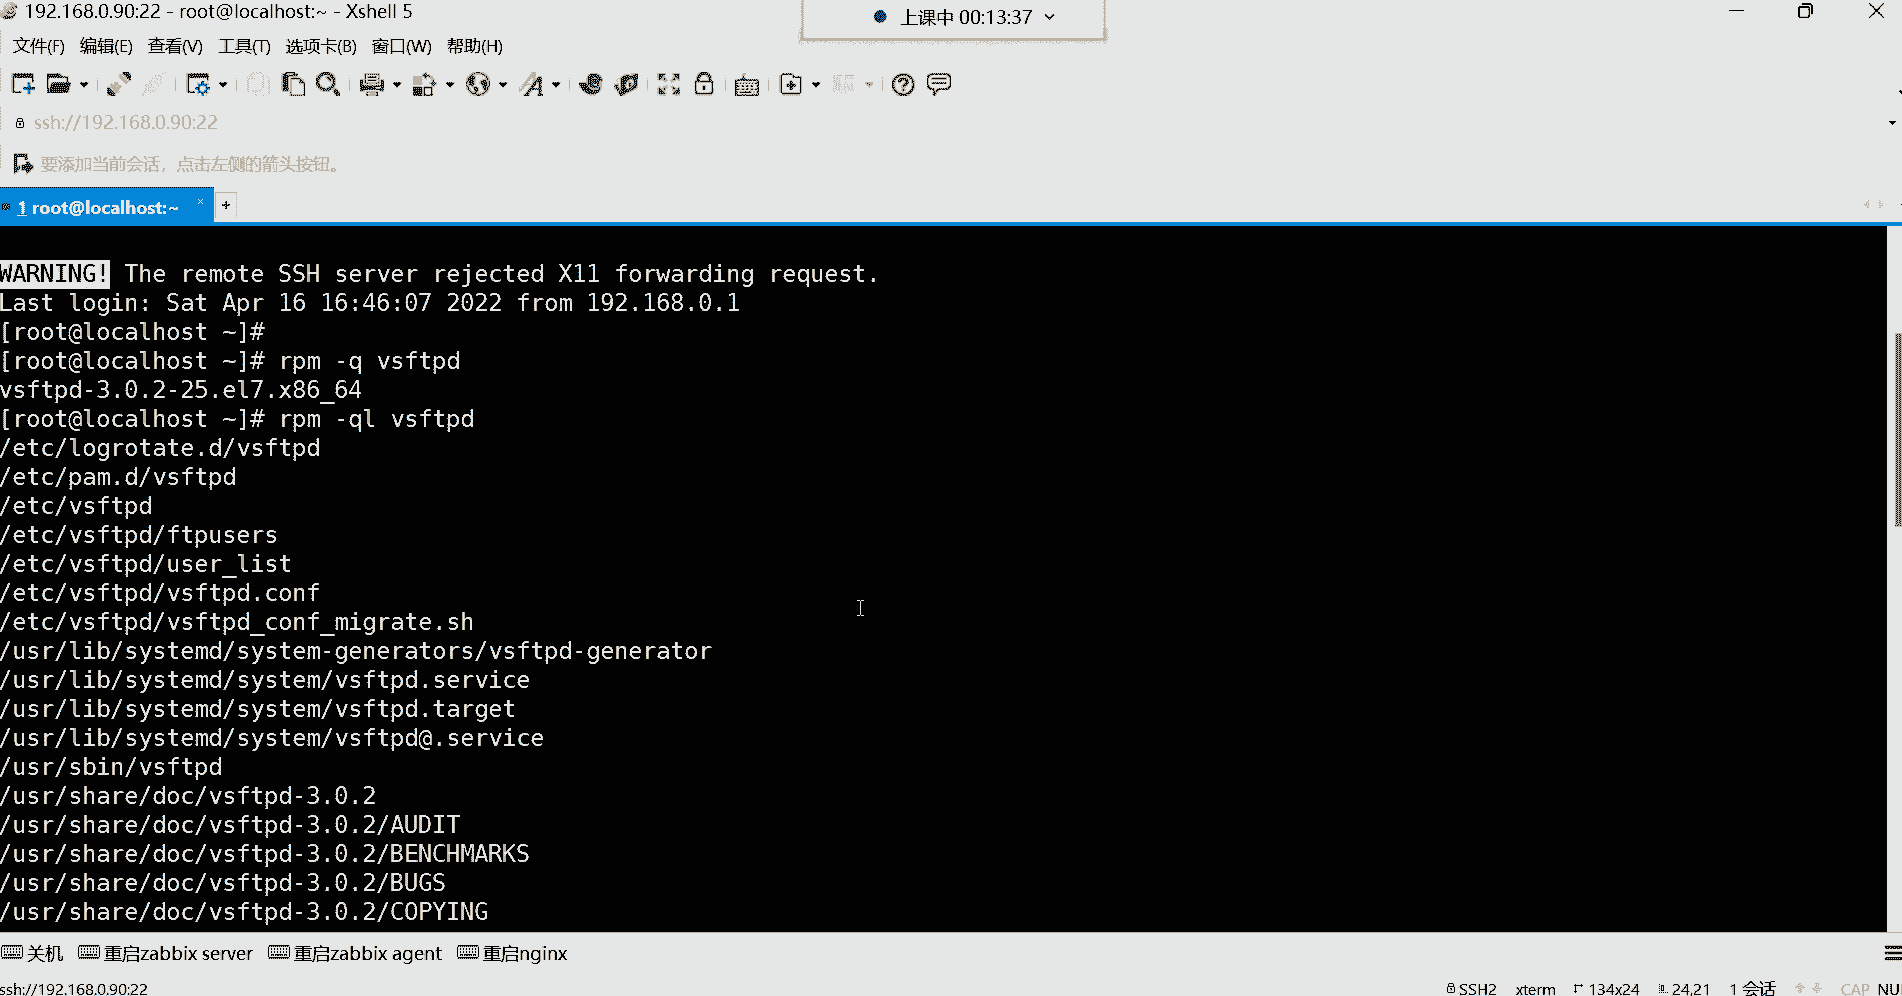 192.168.0.90:22 - root@localhost:~ - Xshell 5
上课中 00:13:37
文件(F) 编辑(E) 查看(V) 工具(T) 选项卡(B) 窗口(W) 帮助(H)
ssh://192.168.0.90:22
要添加当前会话，点击左侧的箭头按钮。
1 root@localhost:~ × +
WARNING! The remote SSH server rejected X11 forwarding request.
Last login: Sat Apr 16 16:46:07 2022 from 192.168.0.1
[root@localhost ~]#
[root@localhost ~]# rpm -q vsftpd
vsftpd-3.0.2-25.el7.x86_64
[root@localhost ~]# rpm -ql vsftpd
/etc/logrotate.d/vsftpd
/etc/pam.d/vsftpd
/etc/vsftpd
/etc/vsftpd/ftpusers
/etc/vsftpd/user_list
/etc/vsftpd/vsftpd.conf
/etc/vsftpd/vsftpd_conf_migrate.sh
/usr/lib/systemd/system-generators/vsftpd-generator
/usr/lib/systemd/system/vsftpd.service
/usr/lib/systemd/system/vsftpd.target
/usr/lib/systemd/system/vsftpd@.service
/usr/sbin/vsftpd
/usr/share/doc/vsftpd-3.0.2
/usr/share/doc/vsftpd-3.0.2/AUDIT
/usr/share/doc/vsftpd-3.0.2/BENCHMARKS
/usr/share/doc/vsftpd-3.0.2/BUGS
/usr/share/doc/vsftpd-3.0.2/COPYING
关机 重启zabbix server 重启zabbix agent 重启nginx
ssh://192.168.0.90:22 SSH2 xterm 134x24 24,21 1 会话 CAP NU